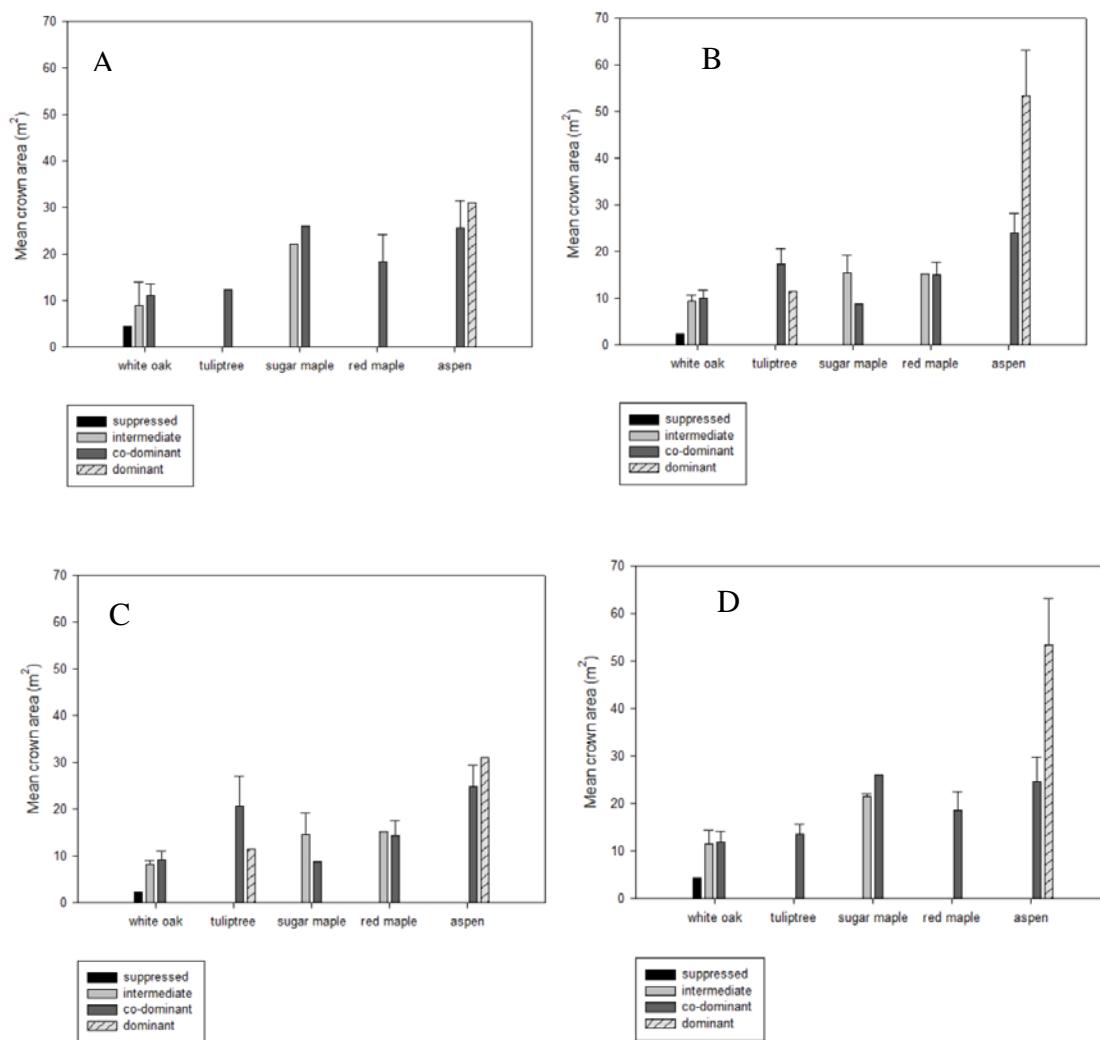 A
Mean crown area (m²)
70
60
50
40
30
20
10
0
white oak tuliptree sugar maple red maple aspen
suppressed
intermediate
co-dominant
dominant
B
Mean crown area (m²)
70
60
50
40
30
20
10
0
white oak tuliptree sugar maple red maple aspen
suppressed
intermediate
co-dominant
dominant
C
Mean crown area (m²)
70
60
50
40
30
20
10
0
white oak tuliptree sugar maple red maple aspen
suppressed
intermediate
co-dominant
dominant
D
Mean crown area (m²)
70
60
50
40
30
20
10
0
white oak tuliptree sugar maple red maple aspen
suppressed
intermediate
co-dominant
dominant